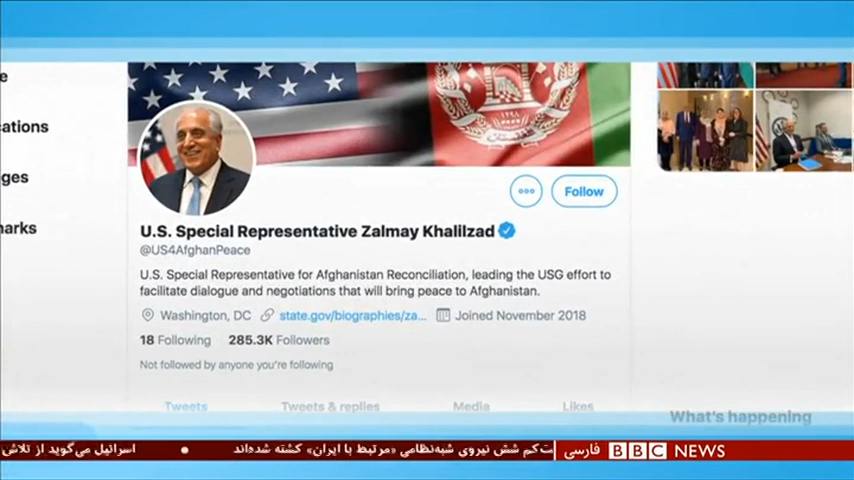 cations
ges
arks
Follow
U.S. Special Representative Zalmay Khalilzad
@US4AfghanPeace
U.S. Special Representative for Afghanistan Reconciliation, leading the USG effort to
facilitate dialogue and negotiations that will bring peace to Afghanistan.
Washington, DC state.gov/biographies/za... Joined November 2018
18 Following 285.3K Followers
Not followed by anyone you're following
Tweets Tweets & replies Media Likes
What's happening
ت‌کم شش نیروی شبه‌نظامی «مرتبط با ایران» کشته شده‌اند • اسرائیل می‌گوید از تلاش
BBC NEWS فارسی